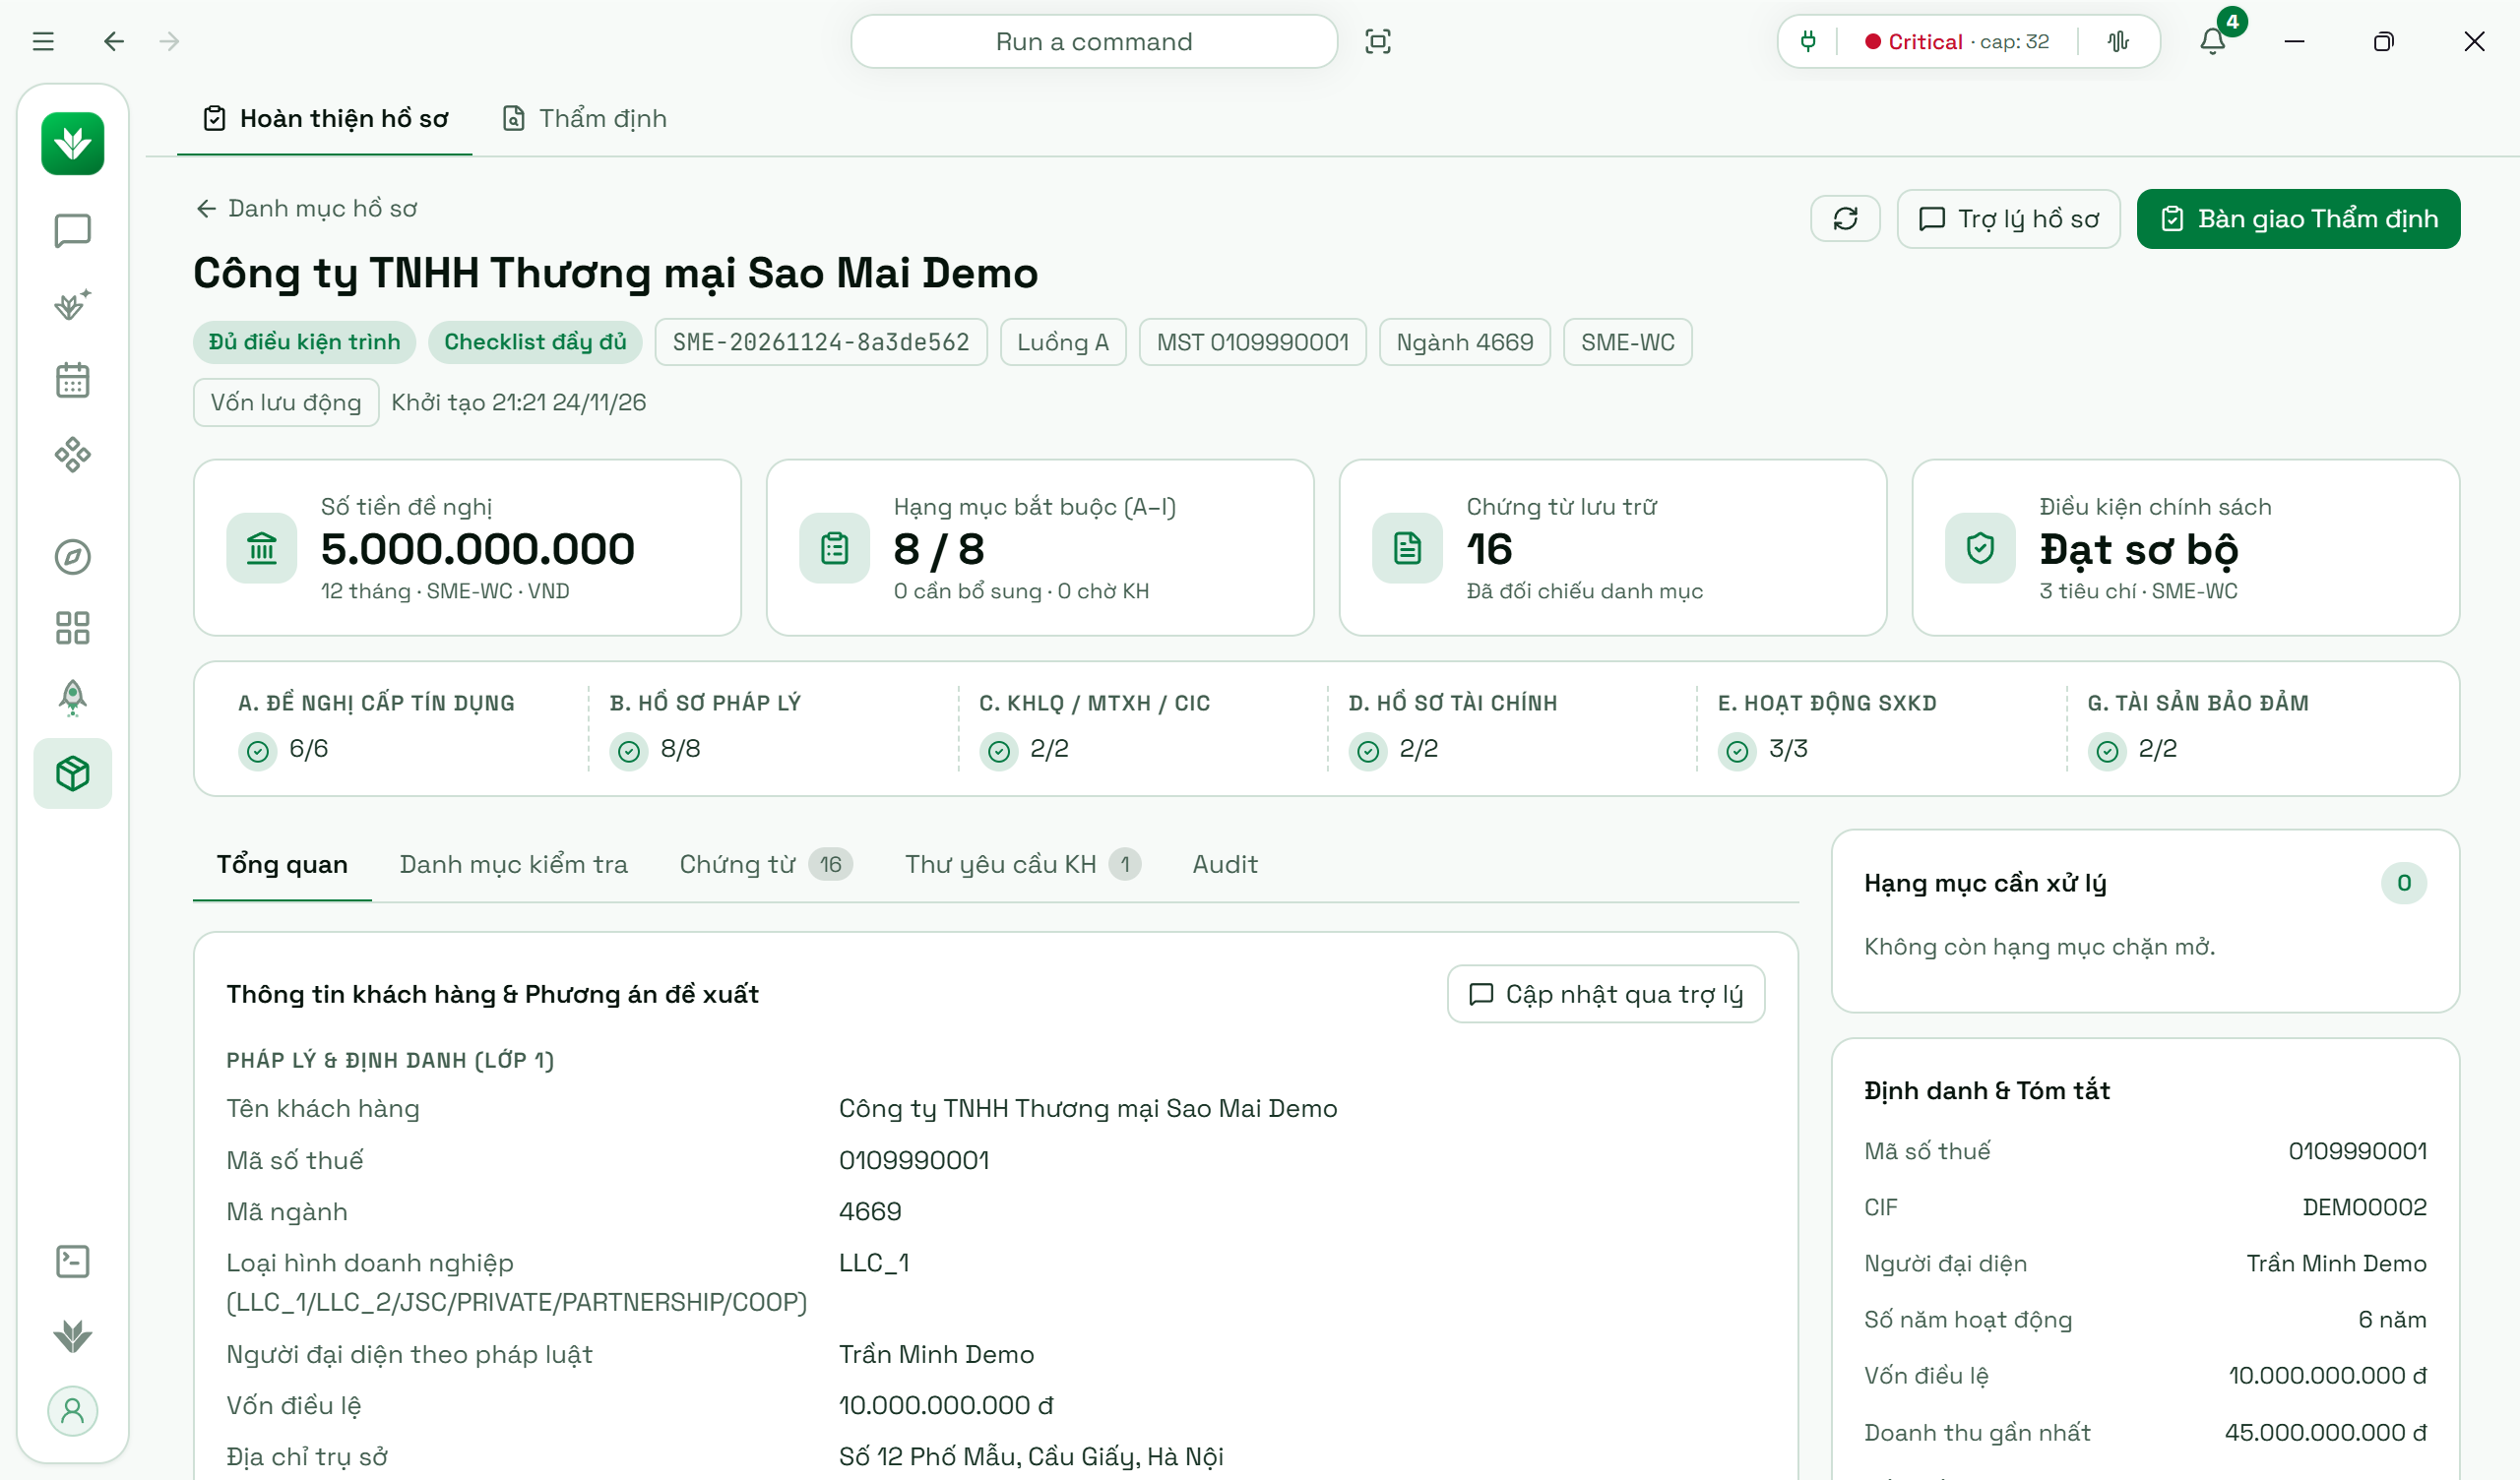 Run a command
Critical · cap: 32
4
Hoàn thiện hồ sơ
Thẩm định
Danh mục hồ sơ
Trợ lý hồ sơ
Bàn giao Thẩm định
Công ty TNHH Thương mại Sao Mai Demo
Đủ điều kiện trình
Checklist đầy đủ
SME-20261124-8a3de562
Luồng A
MST 0109990001
Ngành 4669
SME-WC
Vốn lưu động
Khởi tạo 21:21 24/11/26
Số tiền đề nghị
5.000.000.000
12 tháng · SME-WC · VND
Hạng mục bắt buộc (A–I)
8 / 8
0 cần bổ sung · 0 chờ KH
Chứng từ lưu trữ
16
Đã đối chiếu danh mục
Điều kiện chính sách
Đạt sơ bộ
3 tiêu chí · SME-WC
A. ĐỀ NGHỊ CẤP TÍN DỤNG
6/6
B. HỒ SƠ PHÁP LÝ
8/8
C. KHLQ / MTXH / CIC
2/2
D. HỒ SƠ TÀI CHÍNH
2/2
E. HOẠT ĐỘNG SXKD
3/3
G. TÀI SẢN BẢO ĐẢM
2/2
Tổng quan
Danh mục kiểm tra
Chứng từ 16
Thư yêu cầu KH 1
Audit
Thông tin khách hàng & Phương án đề xuất
Cập nhật qua trợ lý
PHÁP LÝ & ĐỊNH DANH (LỚP 1)
Tên khách hàng
Công ty TNHH Thương mại Sao Mai Demo
Mã số thuế
0109990001
Mã ngành
4669
Loại hình doanh nghiệp
(LLC_1/LLC_2/JSC/PRIVATE/PARTNERSHIP/COOP)
LLC_1
Người đại diện theo pháp luật
Trần Minh Demo
Vốn điều lệ
10.000.000.000 đ
Địa chỉ trụ sở
Số 12 Phố Mẫu, Cầu Giấy, Hà Nội
Hạng mục cần xử lý
0
Không còn hạng mục chặn mở.
Định danh & Tóm tắt
Mã số thuế
0109990001
CIF
DEMO00002
Người đại diện
Trần Minh Demo
Số năm hoạt động
6 năm
Vốn điều lệ
10.000.000.000 đ
Doanh thu gần nhất
45.000.000.000 đ